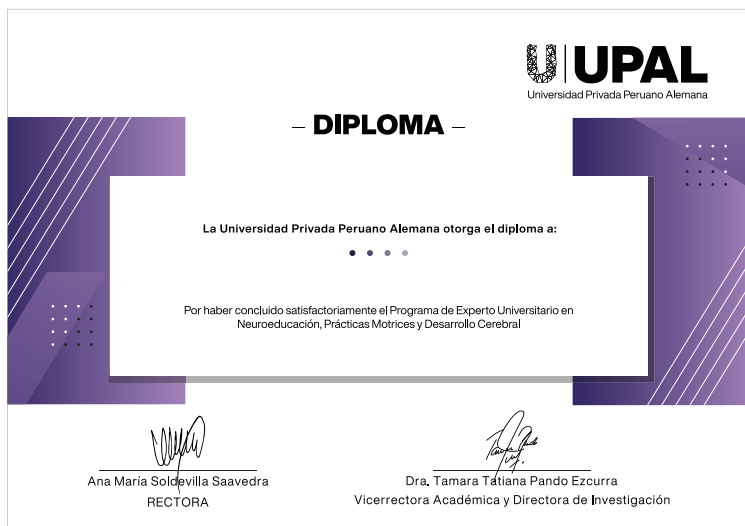 UPAL
Universidad Privada Peruano Alemana
– DIPLOMA –
La Universidad Privada Peruano Alemana otorga el diploma a:
Por haber concluido satisfactoriamente el Programa de Experto Universitario en
Neuroeducación, Prácticas Motrices y Desarrollo Cerebral
Ana María Soldevilla Saavedra
RECTORA
Dra. Tamara Tatiana Pando Ezcurra
Vicerrectora Académica y Directora de Investigación